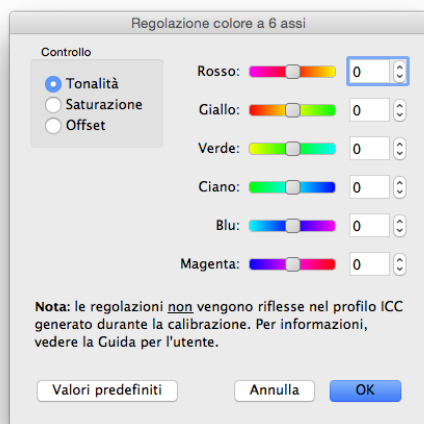 Regolazione colore a 6 assi
Controllo
Tonalità
Saturazione
Offset
Rosso: 0
Giallo: 0
Verde: 0
Ciano: 0
Blu: 0
Magenta: 0
Nota: le regolazioni non vengono riflesse nel profilo ICC
generato durante la calibrazione. Per informazioni,
vedere la Guida per l'utente.
Valori predefiniti Annulla OK